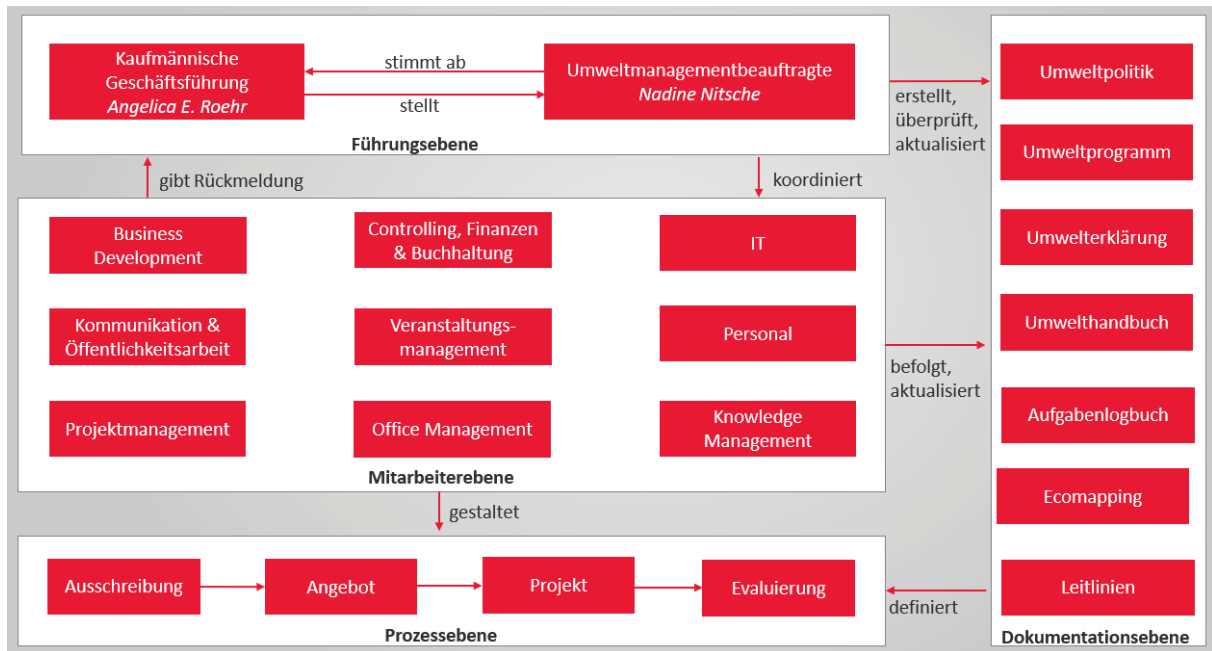 Kaufmännische
Geschäftsführung
Angelica E. Roehr
stimmt ab
stellt
Umweltmanagementbeauftragte
Nadine Nitsche
Führungsebene
erstellt,
überprüft,
aktualisiert
gibt Rückmeldung
koordiniert
Business
Development
Controlling, Finanzen
& Buchhaltung
IT
Kommunikation &
Öffentlichkeitsarbeit
Veranstaltungs-
management
Personal
Projektmanagement
Office Management
Knowledge
Management
Mitarbeiterebene
befolgt,
aktualisiert
gestaltet
Ausschreibung
Angebot
Projekt
Evaluierung
Prozessebene
definiert
Umweltpolitik
Umweltprogramm
Umwelterklärung
Umwelthandbuch
Aufgabenlogbuch
Ecomapping
Leitlinien
Dokumentationsebene